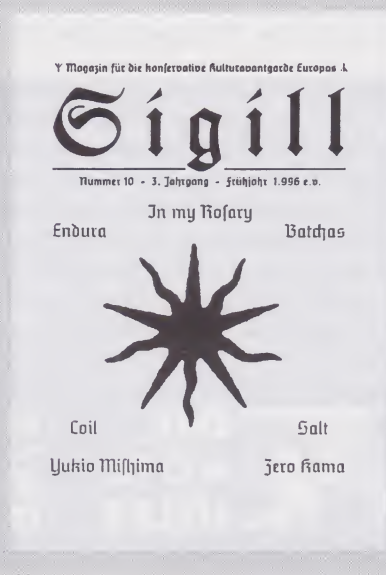 ᛉ Magazin für die konservative Kulturavantgarde Europas ᛣ
Sigill
Nummer 10 - 3. Jahrgang - Frühjahr 1.996 e.v.
In my Rosary
Endura Batchas
Coil Salt
Yukio Mishima Zero Kama